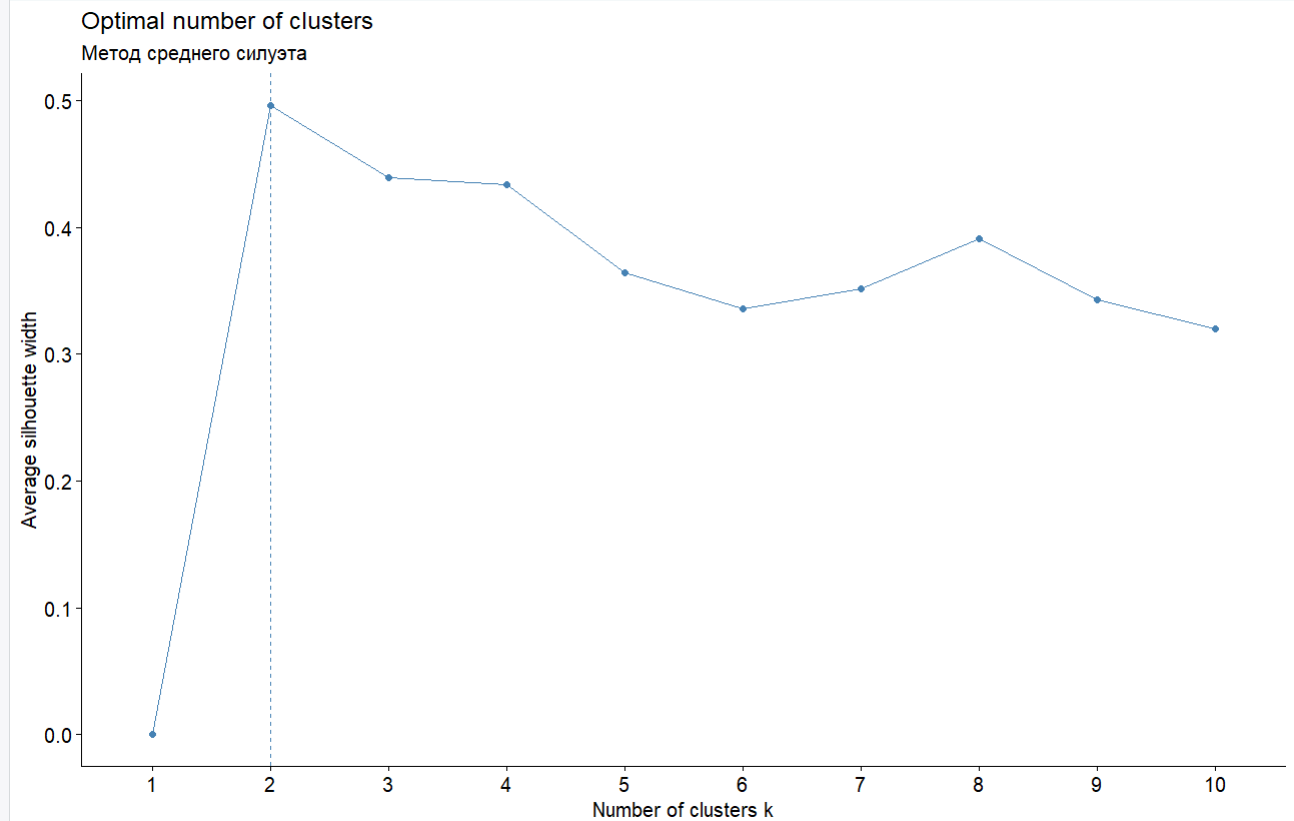 Optimal number of clusters
Метод среднего силуэта
0.5
0.4
0.3
0.2
0.1
0.0
Average silhouette width
1 2 3 4 5 6 7 8 9 10
Number of clusters k